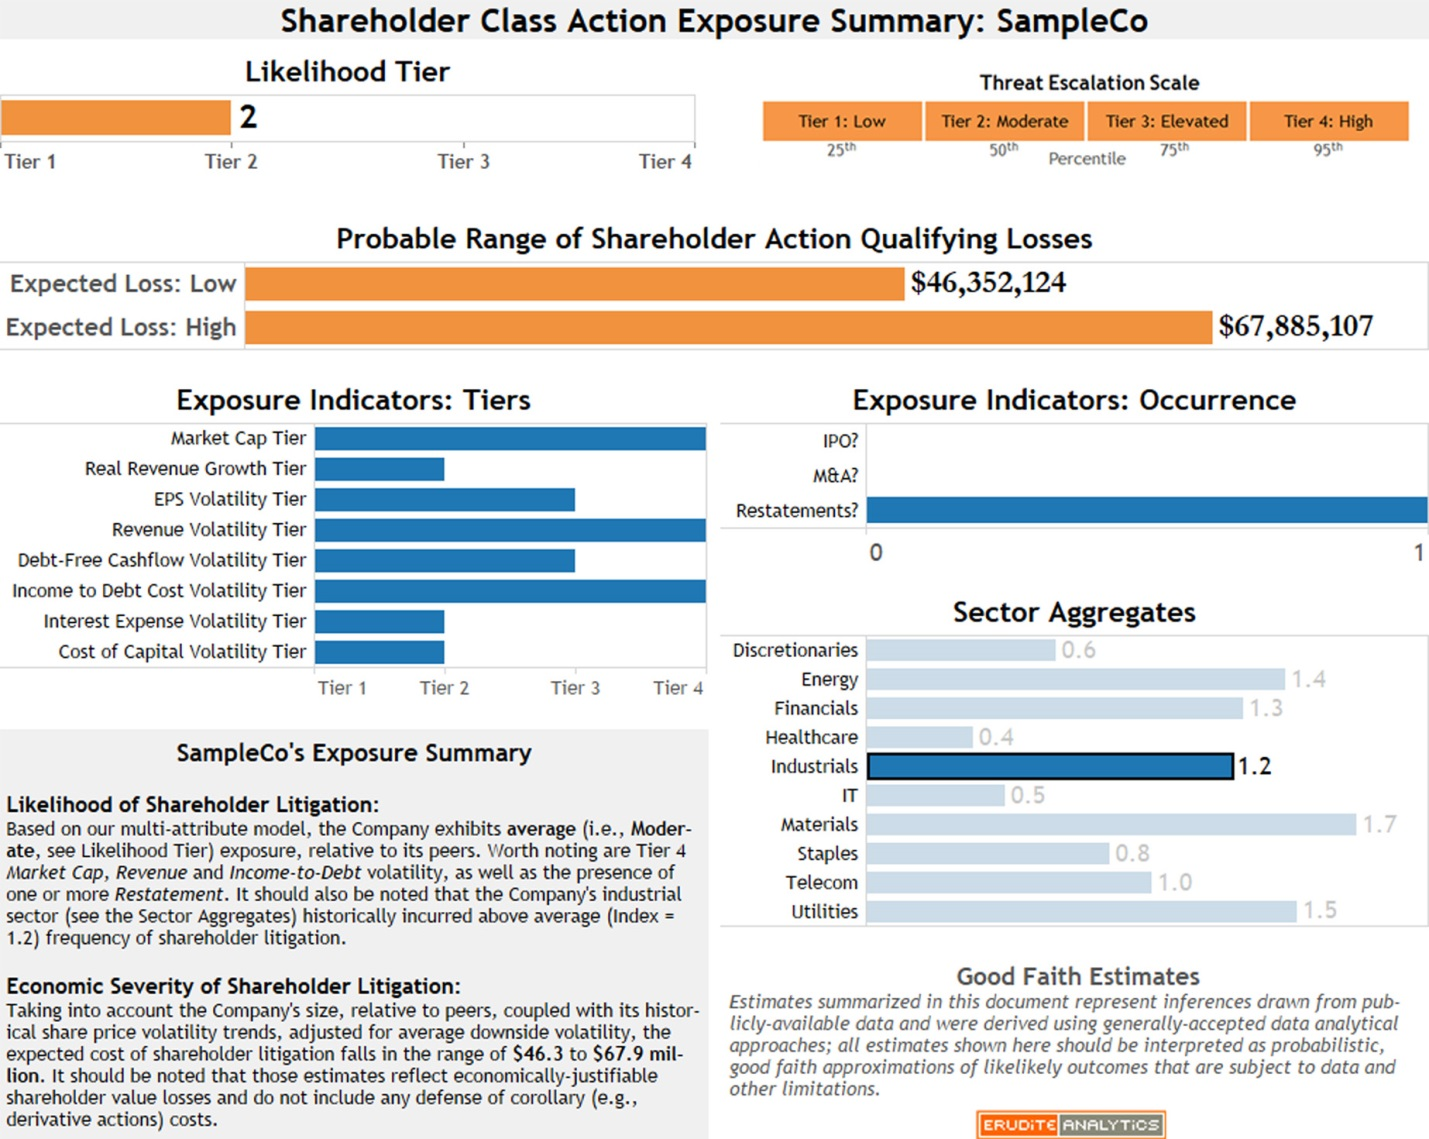 Shareholder Class Action Exposure Summary: SampleCo
Likelihood Tier
2
Tier 1 Tier 2 Tier 3 Tier 4
Threat Escalation Scale
Tier 1: Low Tier 2: Moderate Tier 3: Elevated Tier 4: High
25th 50th 75th 95th
Percentile
Probable Range of Shareholder Action Qualifying Losses
Expected Loss: Low $46,352,124
Expected Loss: High $67,885,107
Exposure Indicators: Tiers
Market Cap Tier
Real Revenue Growth Tier
EPS Volatility Tier
Revenue Volatility Tier
Debt-Free Cashflow Volatility Tier
Income to Debt Cost Volatility Tier
Interest Expense Volatility Tier
Cost of Capital Volatility Tier
Tier 1 Tier 2 Tier 3 Tier 4
Exposure Indicators: Occurrence
IPO?
M&A?
Restatements?
0 1
Sector Aggregates
Discretionaries 0.6
Energy 1.4
Financials 1.3
Healthcare 0.4
Industrials 1.2
IT 0.5
Materials 1.7
Staples 0.8
Telecom 1.0
Utilities 1.5
SampleCo's Exposure Summary
Likelihood of Shareholder Litigation:
Based on our multi-attribute model, the Company exhibits average (i.e., Moder-
ate, see Likelihood Tier) exposure, relative to its peers. Worth noting are Tier 4
Market Cap, Revenue and Income-to-Debt volatility, as well as the presence of
one or more Restatement. It should also be noted that the Company's industrial
sector (see the Sector Aggregates) historically incurred above average (Index =
1.2) frequency of shareholder litigation.
Economic Severity of Shareholder Litigation:
Taking into account the Company's size, relative to peers, coupled with its histor-
ical share price volatility trends, adjusted for average downside volatility, the
expected cost of shareholder litigation falls in the range of $46.3 to $67.9 mil-
lion. It should be noted that those estimates reflect economically-justifiable
shareholder value losses and do not include any defense of corollary (e.g.,
derivative actions) costs.
Good Faith Estimates
Estimates summarized in this document represent inferences drawn from pub-
licly-available data and were derived using generally-accepted data analytical
approaches; all estimates shown here should be interpreted as probabilistic,
good faith approximations of likelikely outcomes that are subject to data and
other limitations.
ERUDiTE ANALYTiCS